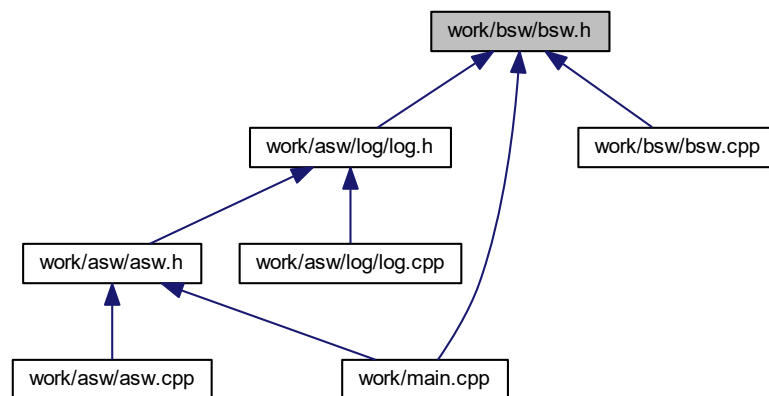 work/bsw/bsw.h
work/asw/log/log.h
work/bsw/bsw.cpp
work/asw/asw.h
work/asw/log/log.cpp
work/asw/asw.cpp
work/main.cpp